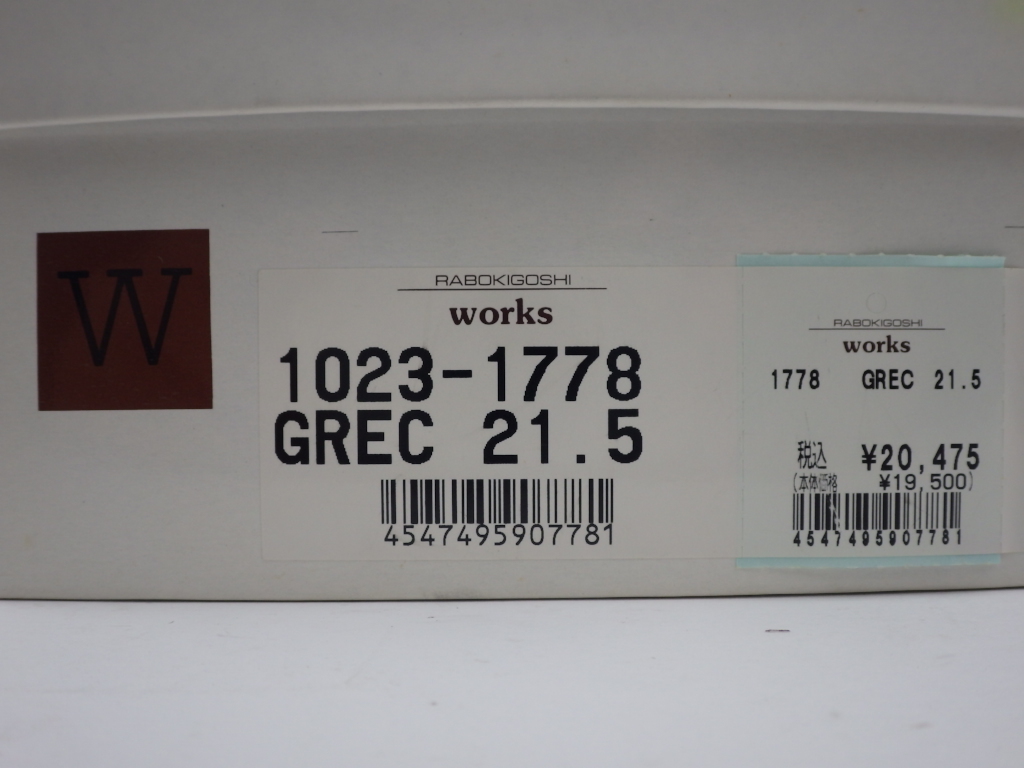 W
RABOKIGOSHI
works
1023-1778
GREC 21.5
4547495907781
RABOKIGOSHI
works
1778 GREC 21.5
税込 ¥20,475
(本体価格 ¥19,500)
4547495907781